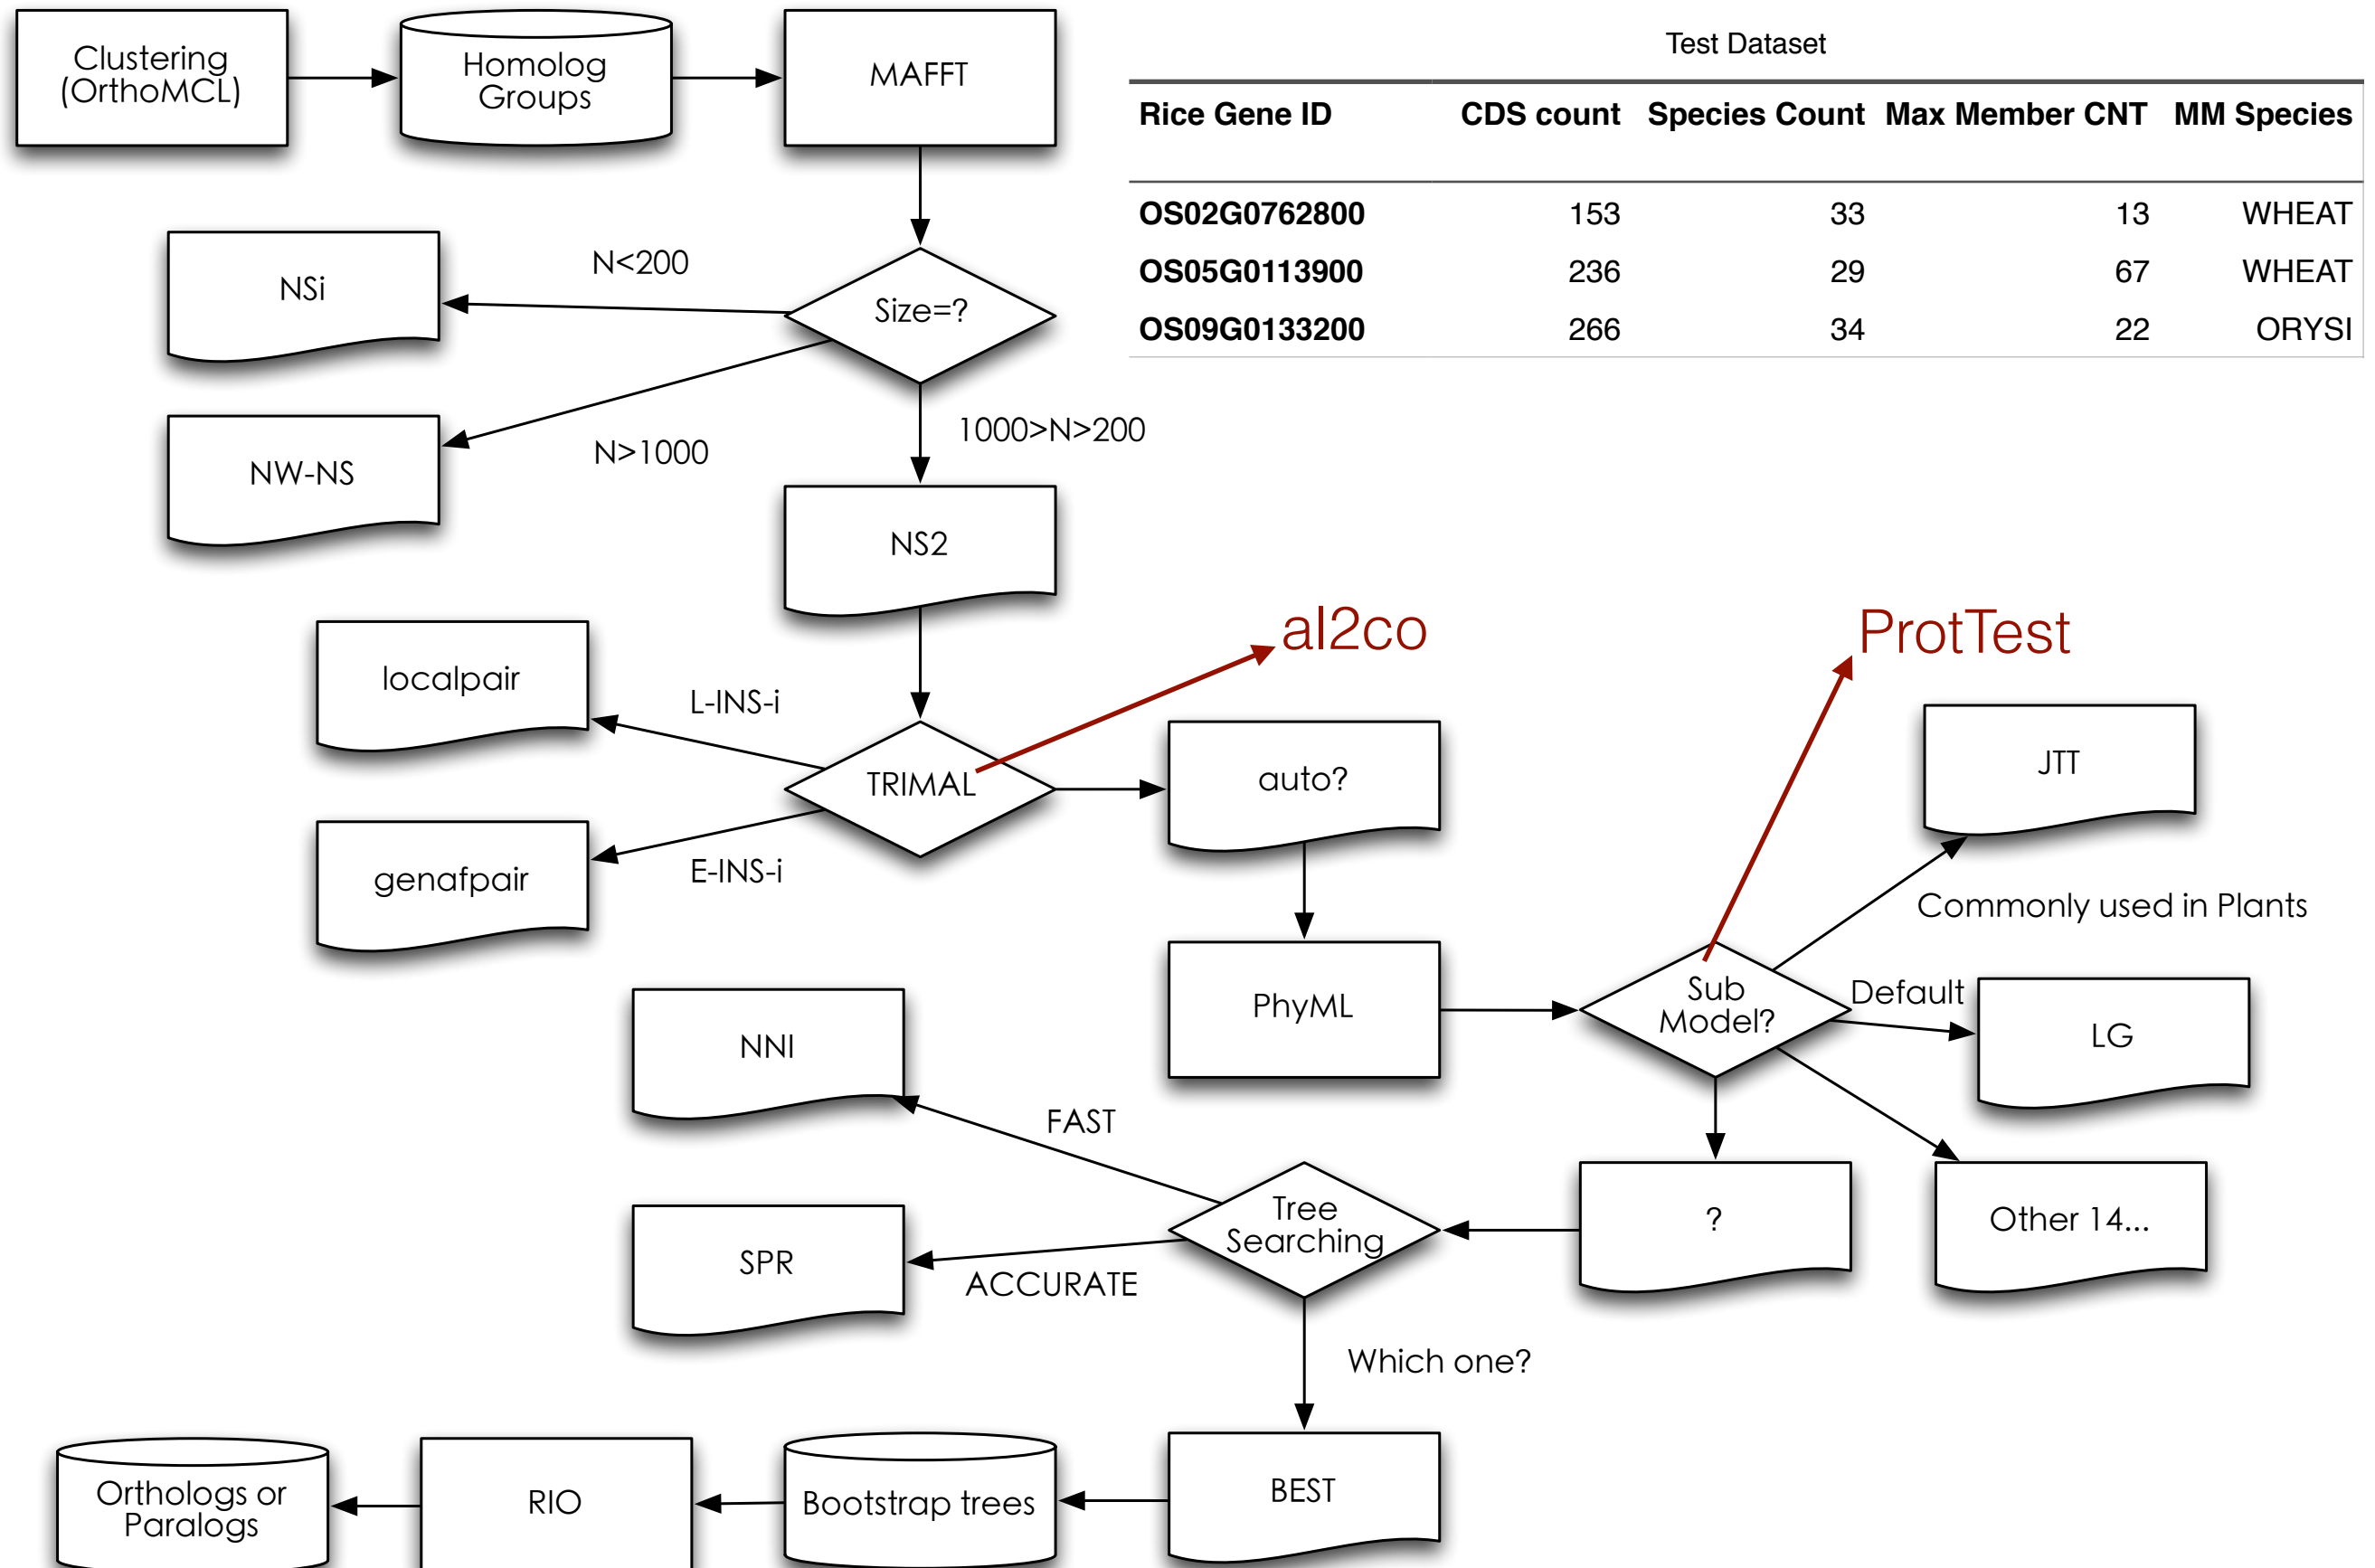 Clustering
(OrthoMCL)
Homolog
Groups
MAFFT
Test Dataset
Rice Gene ID CDS count Species Count Max Member CNT MM Species
OS02G0762800 153 33 13 WHEAT
OS05G0113900 236 29 67 WHEAT
OS09G0133200 266 34 22 ORYSI
N<200
NSi
Size=?
1000>N>200
N>1000
NW-NS
NS2
al2co
ProtTest
localpair
L-INS-i
TRIMAL
auto?
JTT
genafpair
E-INS-i
Commonly used in Plants
PhyML
Sub
Model?
Default
LG
NNI
FAST
Tree
Searching
?
Other 14...
SPR
ACCURATE
Which one?
Orthologs or
Paralogs
RIO
Bootstrap trees
BEST